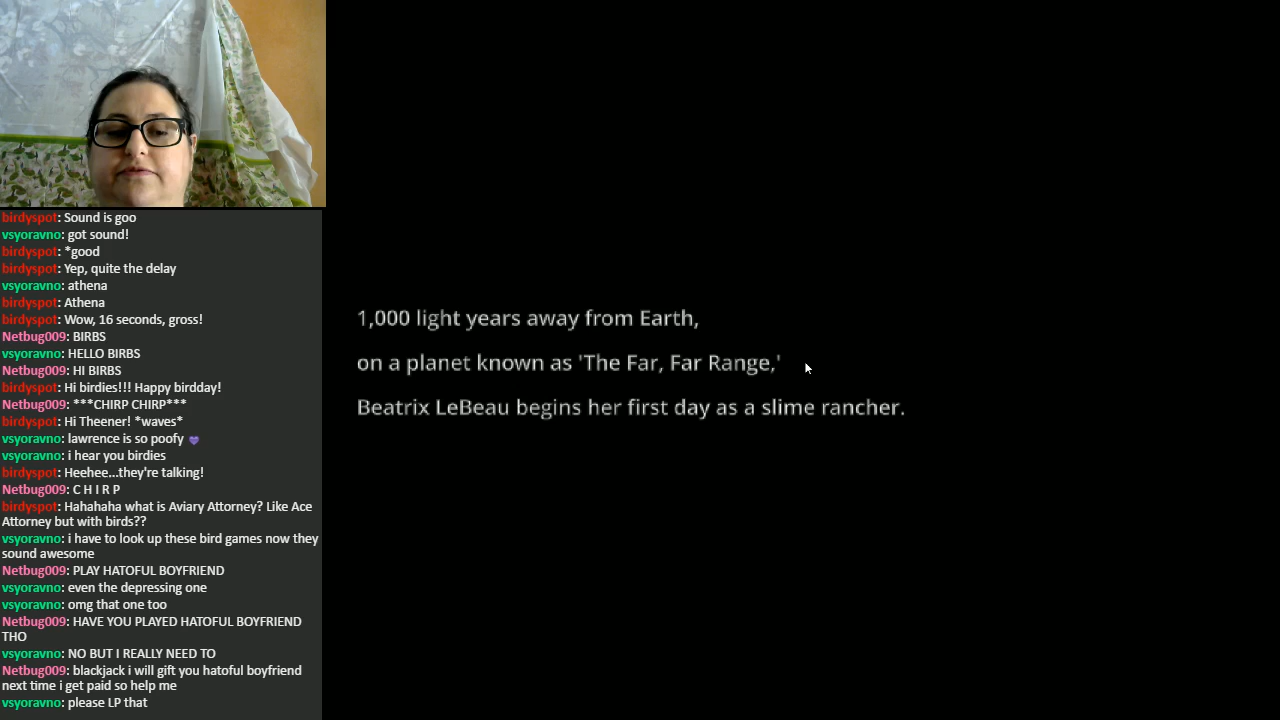 birdyspot: Sound is goo
vsyoravno: got sound!
birdyspot: *good
birdyspot: Yep, quite the delay
vsyoravno: athena
birdyspot: Athena
birdyspot: Wow, 16 seconds, gross!
Netbug009: BIRBS
vsyoravno: HELLO BIRBS
Netbug009: HI BIRBS
birdyspot: Hi birdies!!! Happy birdday!
Netbug009: ***CHIRP CHIRP***
birdyspot: Hi Theener! *waves*
vsyoravno: lawrence is so poofy 💜
vsyoravno: i hear you birdies
birdyspot: Heehee...they're talking!
Netbug009: C H I R P
birdyspot: Hahahaha what is Aviary Attorney? Like Ace
Attorney but with birds??
vsyoravno: i have to look up these bird games now they
sound awesome
Netbug009: PLAY HATOFUL BOYFRIEND
vsyoravno: even the depressing one
vsyoravno: omg that one too
Netbug009: HAVE YOU PLAYED HATOFUL BOYFRIEND
THO
vsyoravno: NO BUT I REALLY NEED TO
Netbug009: blackjack i will gift you hatoful boyfriend
next time i get paid so help me
vsyoravno: please LP that
1,000 light years away from Earth,
on a planet known as 'The Far, Far Range,'
Beatrix LeBeau begins her first day as a slime rancher.